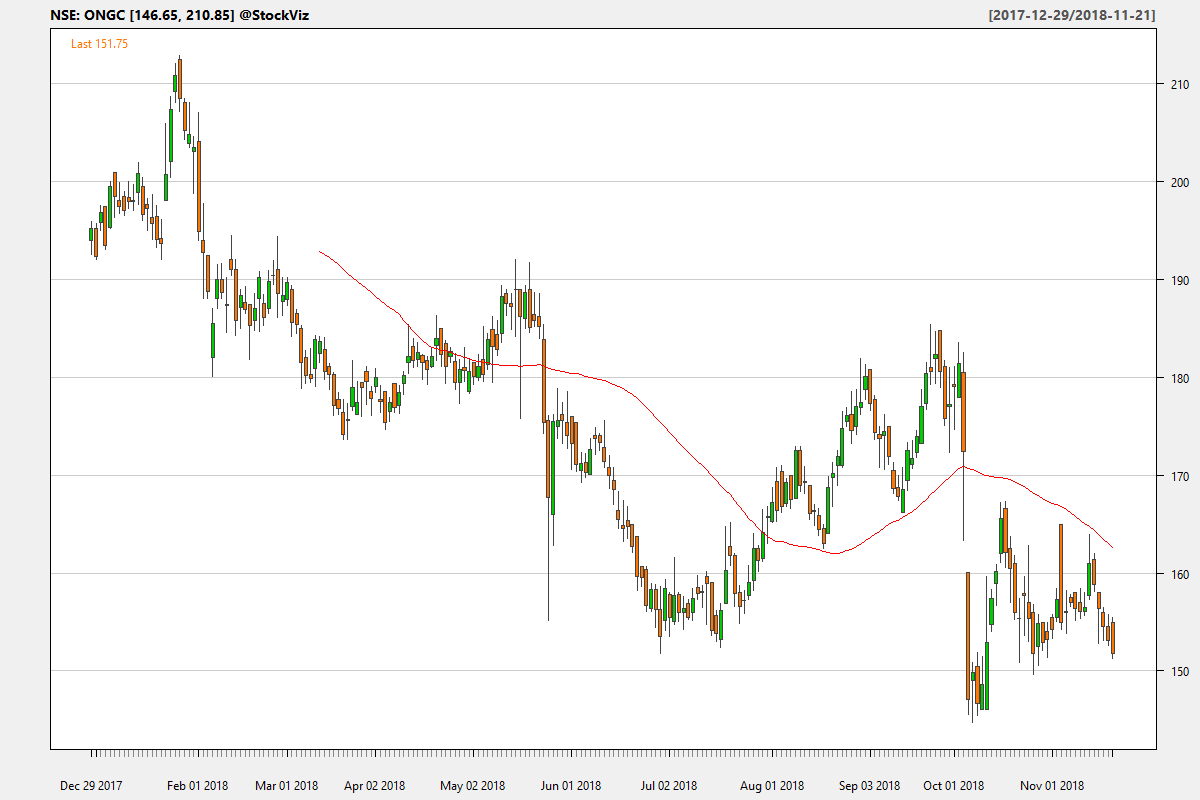 NSE: ONGC [146.65, 210.85] @StockViz [2017-12-29/2018-11-21]
Last 151.75
210
200
190
180
170
160
150
Dec 29 2017 Feb 01 2018 Mar 01 2018 Apr 02 2018 May 02 2018 Jun 01 2018 Jul 02 2018 Aug 01 2018 Sep 03 2018 Oct 01 2018 Nov 01 2018